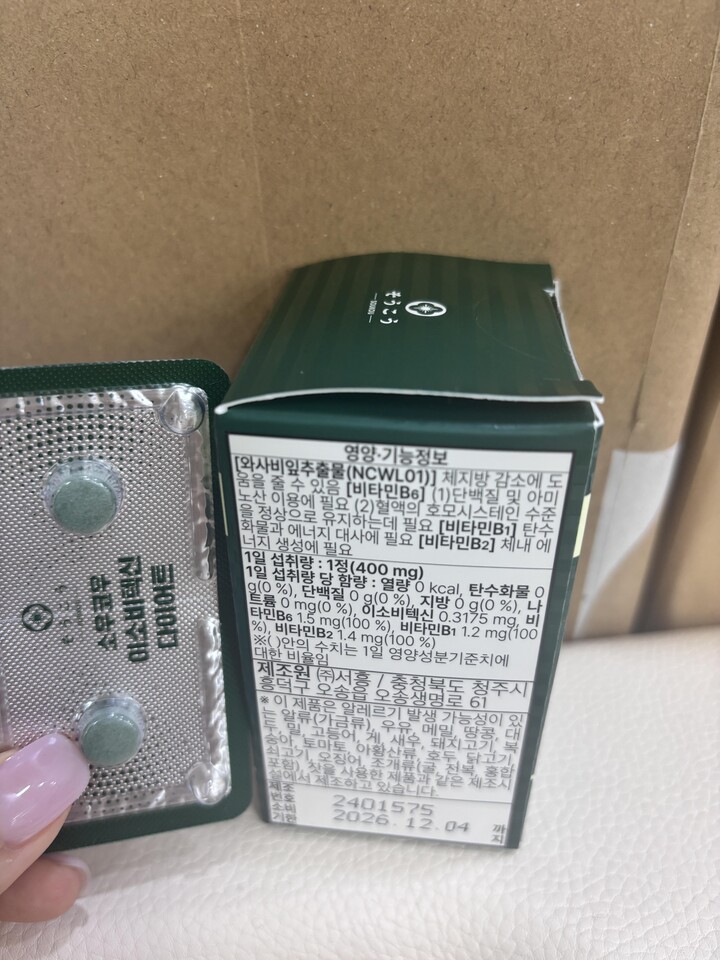 そうこう
SOUKOU
영양·기능정보
[와사비잎추출물(NCWL01)] 체지방 감소에 도
움을 줄 수 있음 [비타민B6] (1)단백질 및 아미
노산 이용에 필요 (2)혈액의 호모시스테인 수준
을 정상으로 유지하는데 필요 [비타민B1] 탄수
화물과 에너지 대사에 필요 [비타민B2] 체내 에
너지 생성에 필요
1일 섭취량 : 1정(400 mg)
1일 섭취량 당 함량 : 열량 0 kcal, 탄수화물 0
g(0 %), 단백질 0 g(0 %), 지방 0 g(0 %), 나
트륨 0 mg(0 %), 이소비텍신 0.3175 mg, 비
타민B6 1.5 mg(100 %), 비타민B1 1.2 mg(100
%), 비타민B2 1.4 mg(100 %)
※( )안의 수치는 1일 영양성분기준치에
대한 비율임
제조원 ㈜서흥 / 충청북도 청주시
흥덕구 오송읍 오송생명로 61
※ 이 제품은 알레르기 발생 가능성이 있
는 알류(가금류), 우유, 메밀, 땅콩, 대
두, 밀, 고등어, 게, 새우, 돼지고기, 복
숭아, 토마토, 아황산류, 호두, 닭고기,
쇠고기, 오징어, 조개류(굴, 전복, 홍합
포함), 잣을 사용한 제품과 같은 제조시
설에서 제조하고 있습니다.
제조
번호 2401575
소비
기한 2026.12.04 까지
소우코우
이소비텍신
다이어트